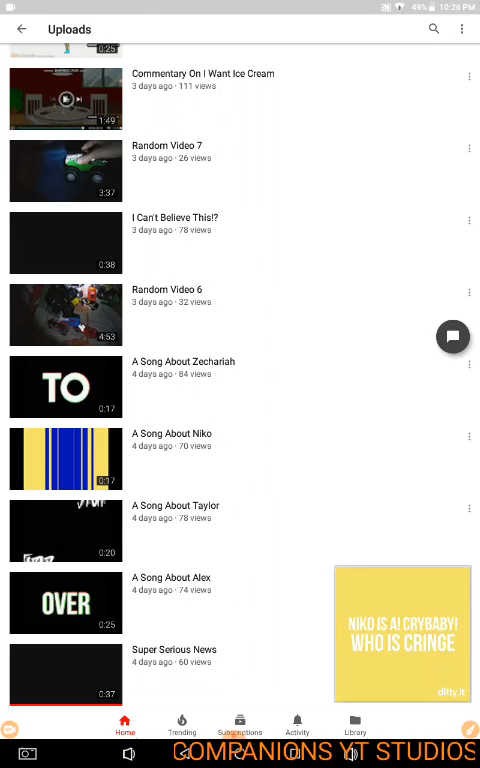 49% 10:26 PM
Uploads
0:25
Commentary On I Want Ice Cream
3 days ago · 111 views
1:49
Random Video 7
3 days ago · 26 views
3:37
I Can't Believe This!?
3 days ago · 78 views
0:38
Random Video 6
3 days ago · 32 views
4:53
A Song About Zechariah
4 days ago · 84 views
TO
0:17
A Song About Niko
4 days ago · 70 views
0:17
A Song About Taylor
4 days ago · 78 views
0:20
A Song About Alex
4 days ago · 74 views
OVER
0:25
NIKO IS A! CRYBABY!
WHO IS CRINGE
ditty.it
Super Serious News
4 days ago · 60 views
0:37
Home Trending Subscriptions Activity Library
COMPANIONS YT STUDIOS